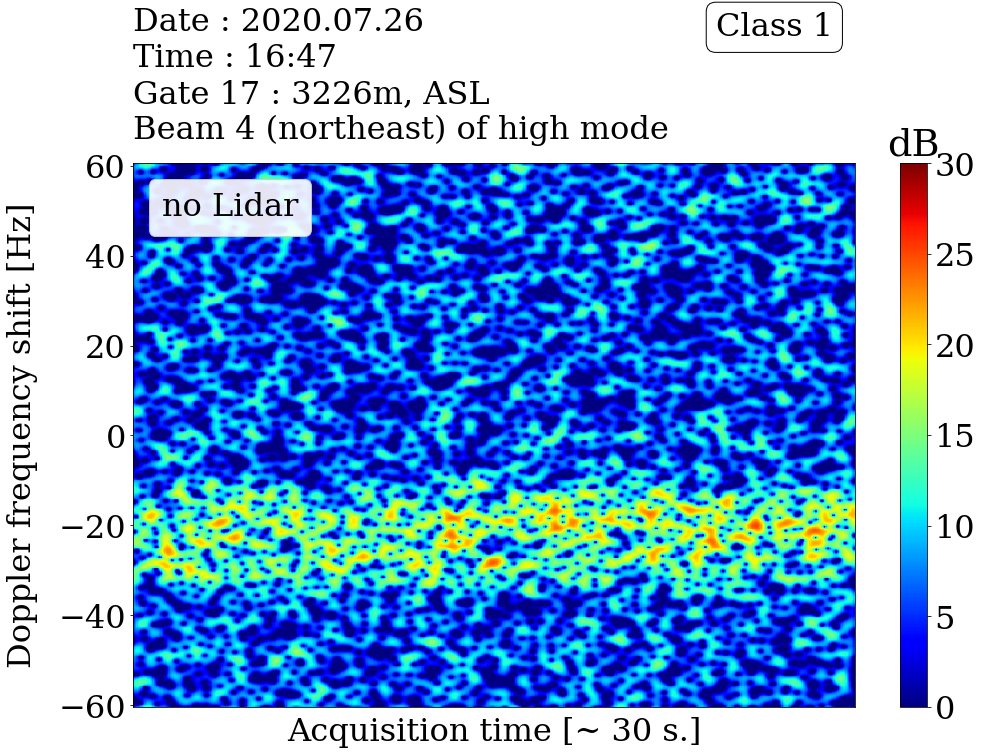 Date : 2020.07.26
Time : 16:47
Gate 17 : 3226m, ASL
Beam 4 (northeast) of high mode
Class 1
dB
no Lidar
Doppler frequency shift [Hz]
60
40
20
0
−20
−40
−60
30
25
20
15
10
5
0
Acquisition time [~ 30 s.]